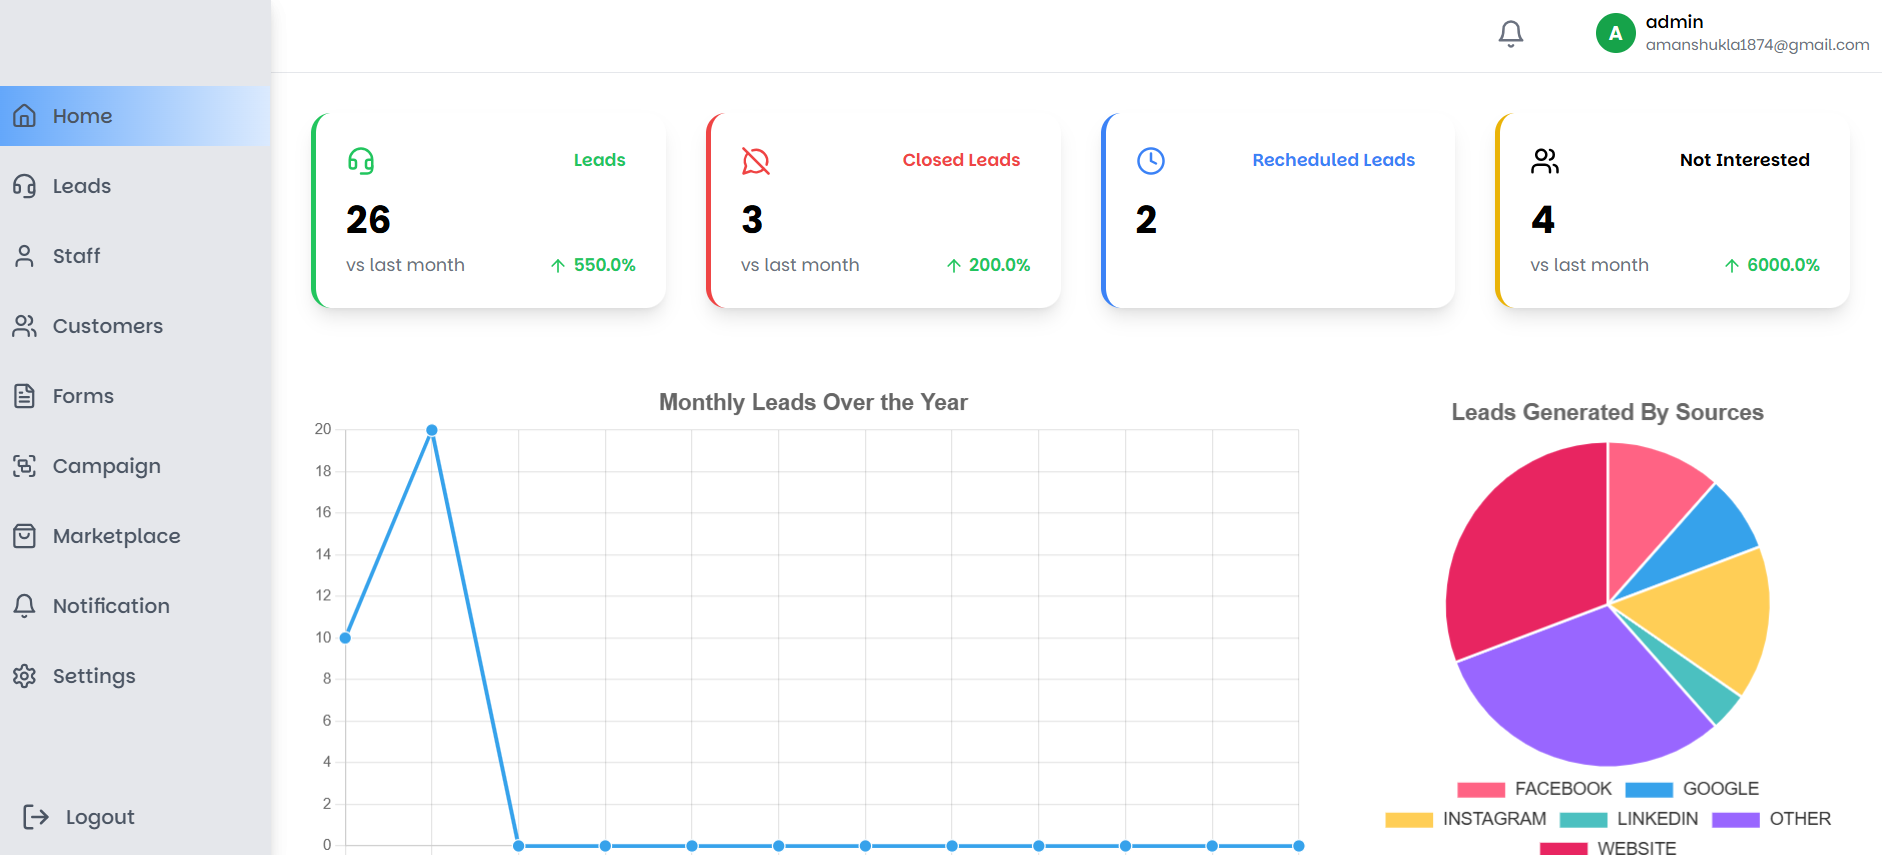 A
admin
amanshukla1874@gmail.com
Home
Leads
Staff
Customers
Forms
Campaign
Marketplace
Notification
Settings
Logout
Leads
26
vs last month
550.0%
Closed Leads
3
vs last month
200.0%
Recheduled Leads
2
Not Interested
4
vs last month
6000.0%
Monthly Leads Over the Year
20
18
16
14
12
10
8
6
4
2
0
Leads Generated By Sources
FACEBOOK GOOGLE
INSTAGRAM LINKEDIN OTHER
WEBSITE